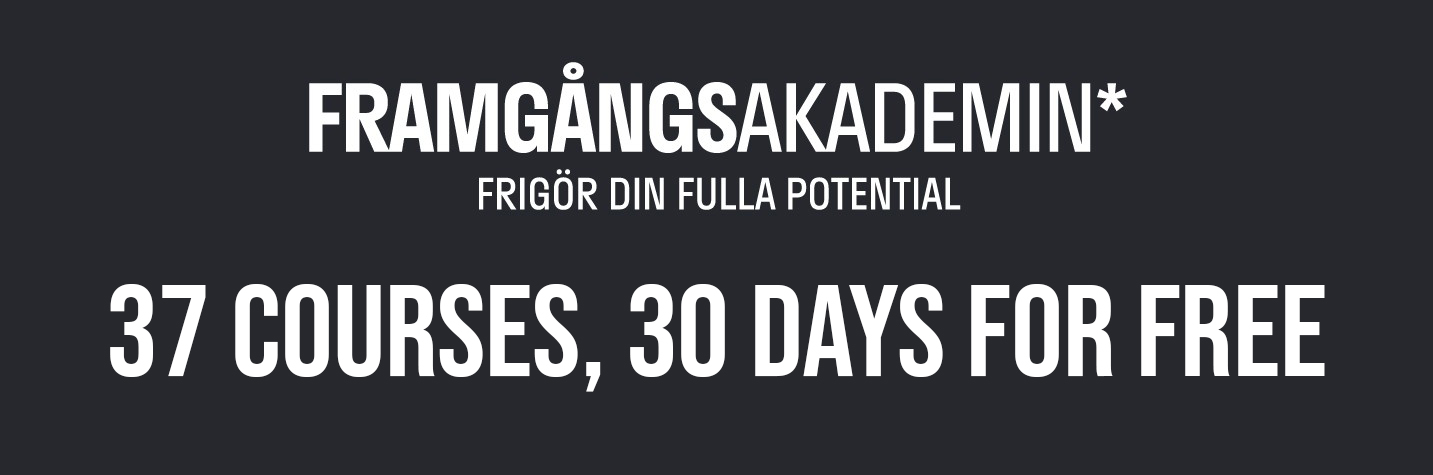 FRAMGÅNGSAKADEMIN*
FRIGÖR DIN FULLA POTENTIAL
37 COURSES, 30 DAYS FOR FREE